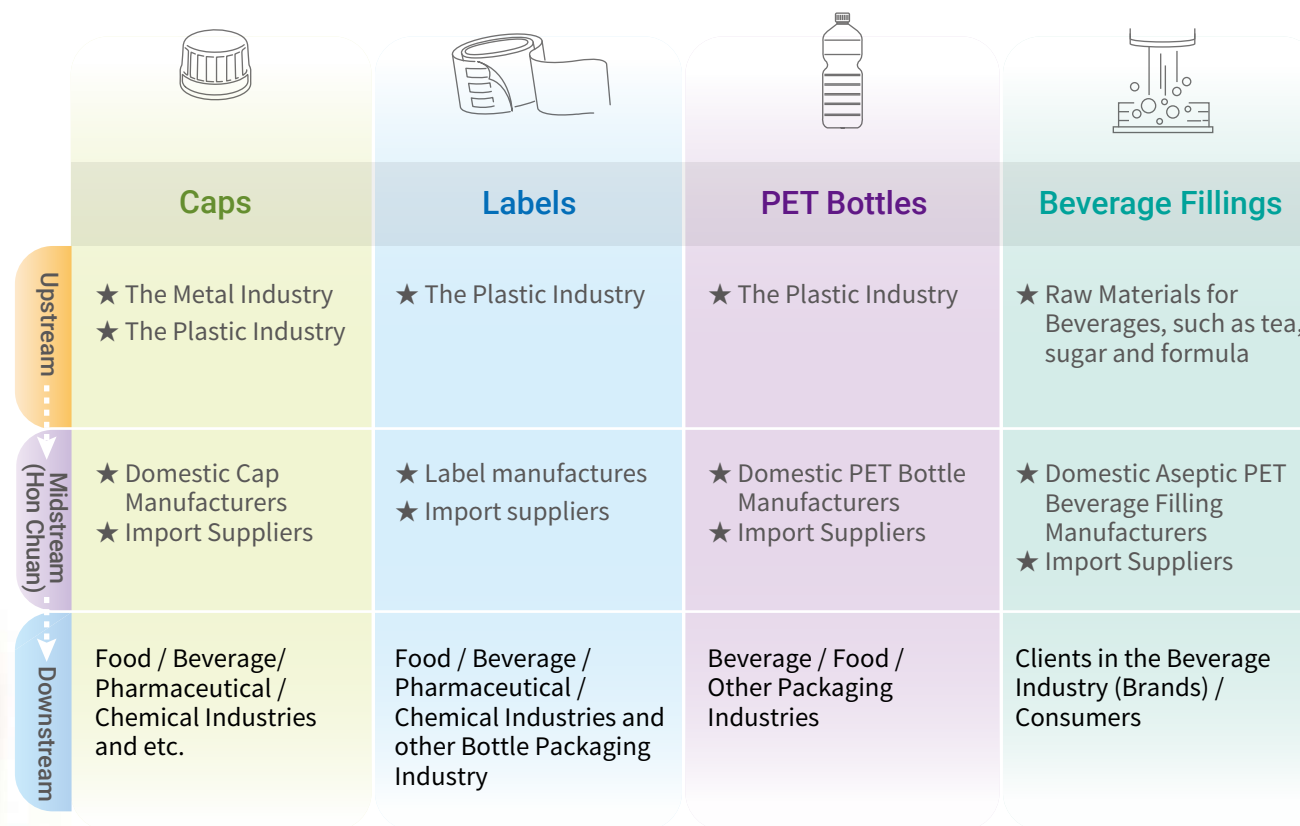 Caps
Labels
PET Bottles
Beverage Fillings
Upstream
★ The Metal Industry
★ The Plastic Industry
★ The Plastic Industry
★ The Plastic Industry
★ Raw Materials for
Beverages, such as tea,
sugar and formula
Midstream
(Hon Chuan)
★ Domestic Cap
Manufacturers
★ Import Suppliers
★ Label manufactures
★ Import suppliers
★ Domestic PET Bottle
Manufacturers
★ Import Suppliers
★ Domestic Aseptic PET
Beverage Filling
Manufacturers
★ Import Suppliers
Downstream
Food / Beverage/
Pharmaceutical /
Chemical Industries
and etc.
Food / Beverage /
Pharmaceutical /
Chemical Industries and
other Bottle Packaging
Industry
Beverage / Food /
Other Packaging
Industries
Clients in the Beverage
Industry (Brands) /
Consumers